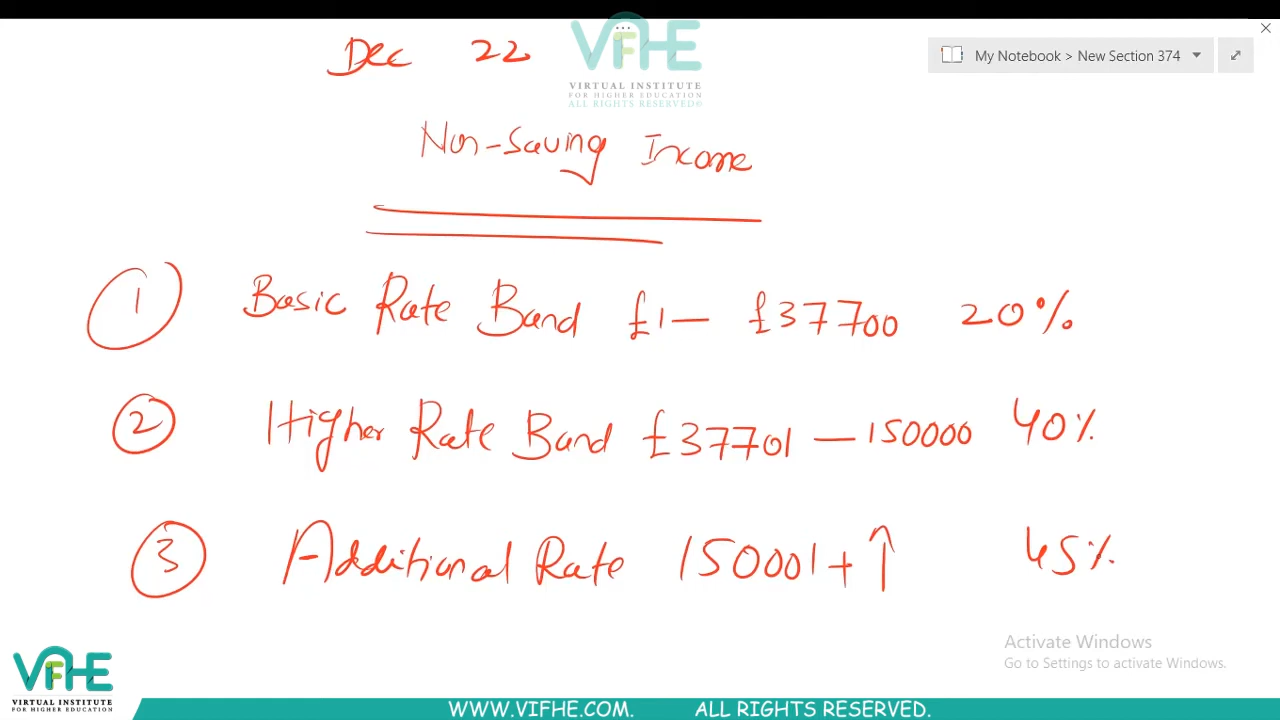 Dec 22
VFHE
VIRTUAL INSTITUTE
FOR HIGHER EDUCATION
ALL RIGHTS RESERVED©
My Notebook > New Section 374
Non-Saving Income
1 Basic Rate Band £1 — £37700 20%
2 Higher Rate Band £37701 — 150000 40%
3 Additional Rate 150001+ ↑ 45%
Activate Windows
Go to Settings to activate Windows.
VFHE
VIRTUAL INSTITUTE
FOR HIGHER EDUCATION
WWW.VIFHE.COM. ALL RIGHTS RESERVED.